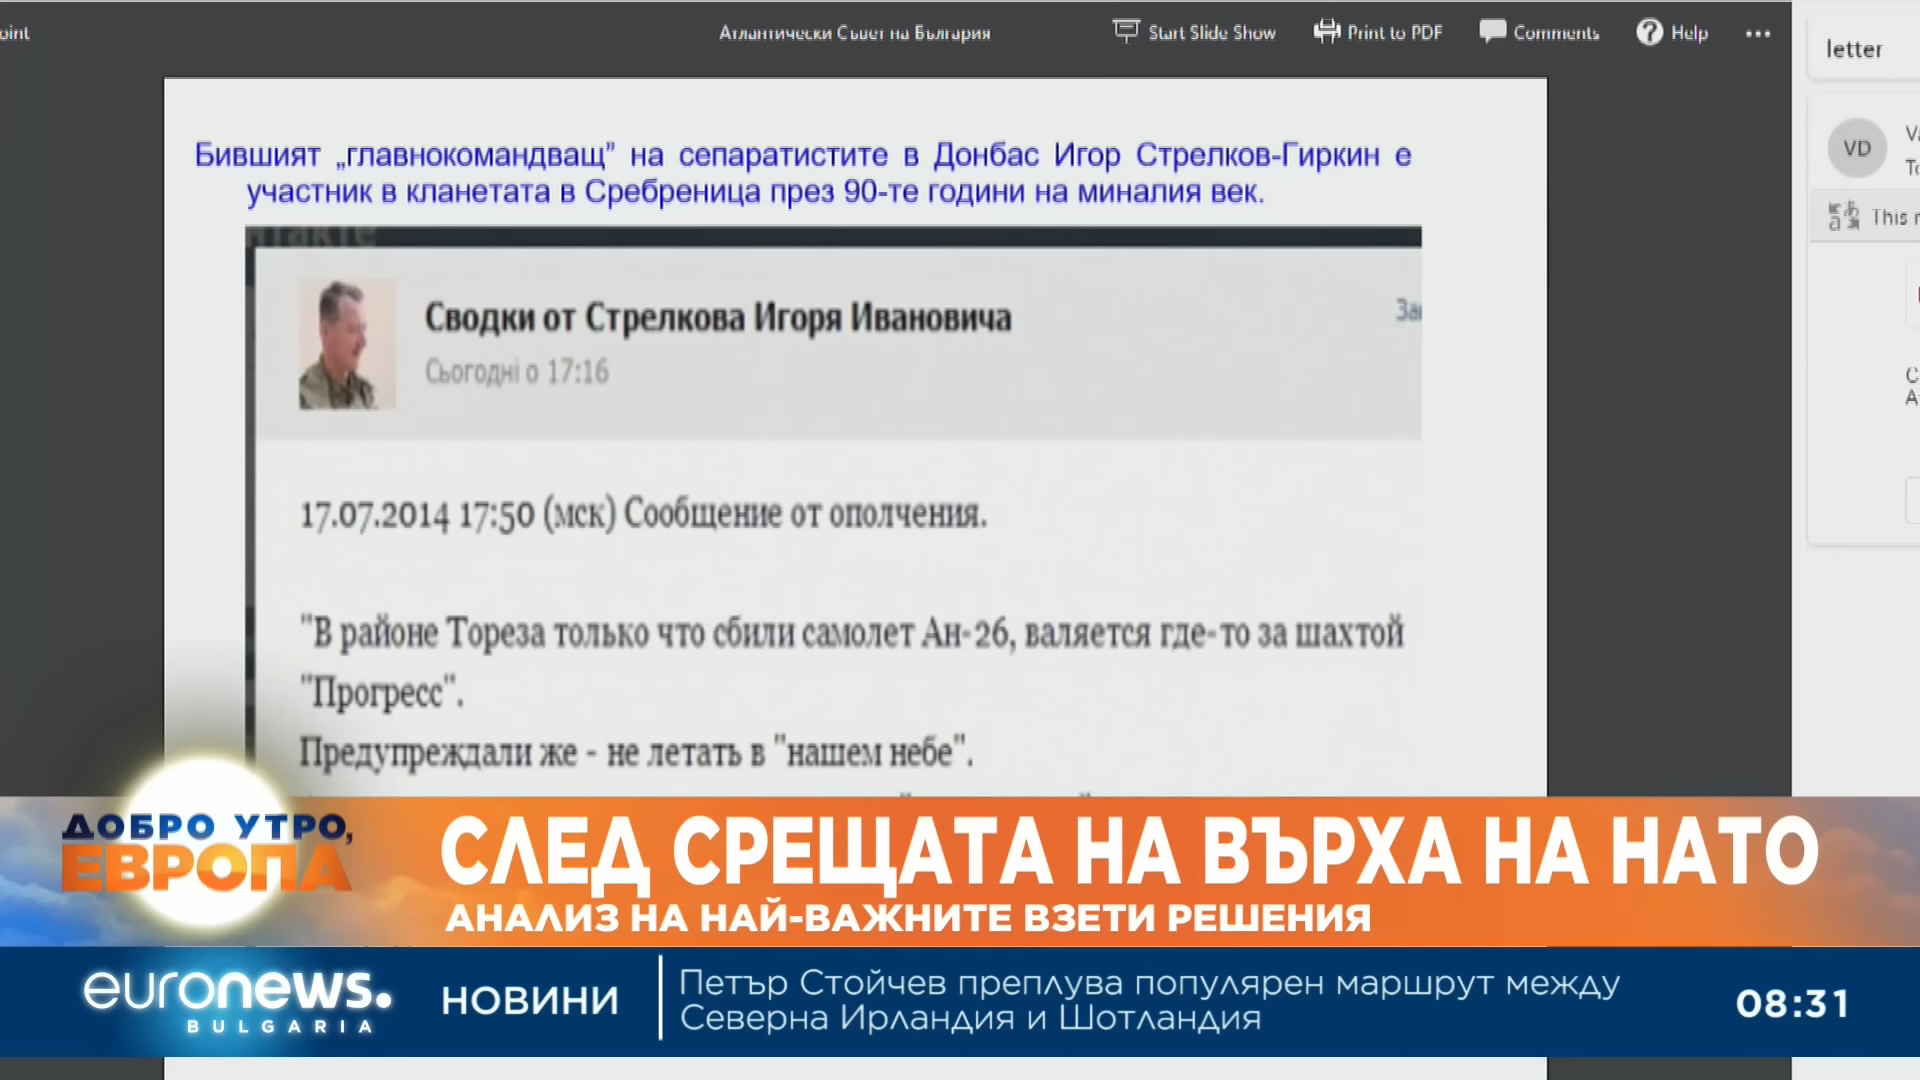 oint
Атлантически Съвет на България
Start Slide Show
Print to PDF
Comments
Help
letter
VD
This
Бившият „главнокомандващ” на сепаратистите в Донбас Игор Стрелков-Гиркин е
участник в кланетата в Сребреница през 90-те години на миналия век.
Сводки от Стрелкова Игоря Ивановича
Сьогодні о 17:16
17.07.2014 17:50 (мск) Сообщение от ополчения.
"В районе Тореза только что сбили самолет Ан-26, валяется где-то за шахтой
"Прогресс".
Предупреждали же - не летать в "нашем небе".
ДОБРО УТРО,
ЕВРОПА
СЛЕД СРЕЩАТА НА ВЪРХА НА НАТО
АНАЛИЗ НА НАЙ-ВАЖНИТЕ ВЗЕТИ РЕШЕНИЯ
euronews.
BULGARIA
НОВИНИ
Петър Стойчев преплува популярен маршрут между
Северна Ирландия и Шотландия
08:31